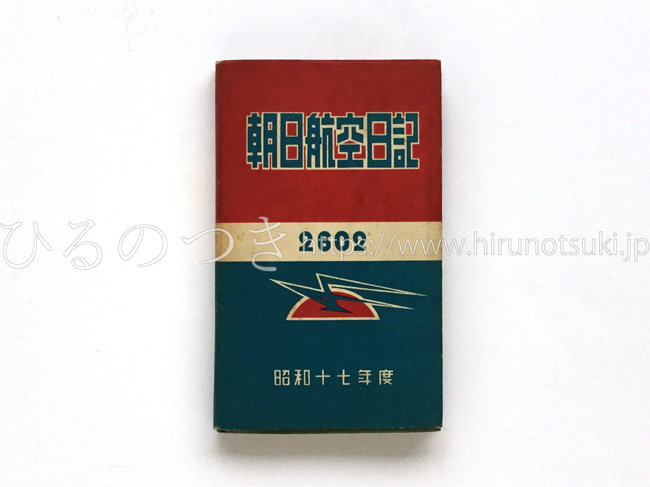 朝日航空日記
2602
ひるのつき https://www.hirunotsuki.jp
昭和十七年度